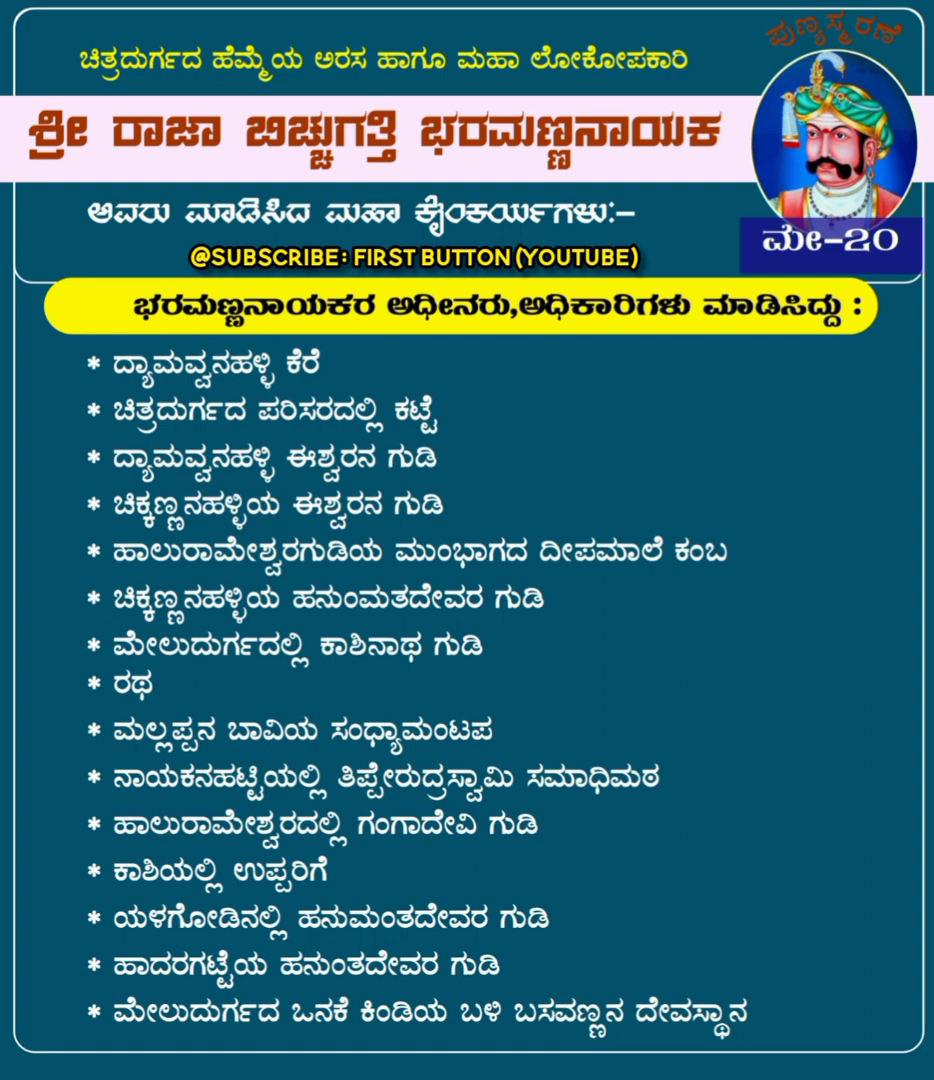 ಪುಣ್ಯಸ್ಮರಣೆ
ಚಿತ್ರದುರ್ಗದ ಹೆಮ್ಮೆಯ ಅರಸ ಹಾಗೂ ಮಹಾ ಲೋಕೋಪಕಾರಿ
ಶ್ರೀ ರಾಜಾ ಬಿಚ್ಚುಗತ್ತಿ ಭರಮಣ್ಣನಾಯಕ
ಅವರು ಮಾಡಿಸಿದ ಮಹಾ ಕೈಂಕರ್ಯಗಳು:-
ಮೇ-20
@SUBSCRIBE: FIRST BUTTON (YOUTUBE)
ಭರಮಣ್ಣನಾಯಕರ ಅಧೀನರು,ಅಧಿಕಾರಿಗಳು ಮಾಡಿಸಿದ್ದು :
* ದ್ಯಾಮವ್ವನಹಳ್ಳಿ ಕೆರೆ
* ಚಿತ್ರದುರ್ಗದ ಪರಿಸರದಲ್ಲಿ ಕಟ್ಟೆ
* ದ್ಯಾಮವ್ವನಹಳ್ಳಿ ಈಶ್ವರನ ಗುಡಿ
* ಚಿಕ್ಕಣ್ಣನಹಳ್ಳಿಯ ಈಶ್ವರನ ಗುಡಿ
* ಹಾಲುರಾಮೇಶ್ವರಗುಡಿಯ ಮುಂಭಾಗದ ದೀಪಮಾಲೆ ಕಂಬ
* ಚಿಕ್ಕಣ್ಣನಹಳ್ಳಿಯ ಹನುಂಮತದೇವರ ಗುಡಿ
* ಮೇಲುದುರ್ಗದಲ್ಲಿ ಕಾಶಿನಾಥ ಗುಡಿ
* ರಥ
* ಮಲ್ಲಪ್ಪನ ಬಾವಿಯ ಸಂಧ್ಯಾಮಂಟಪ
* ನಾಯಕನಹಟ್ಟಿಯಲ್ಲಿ ತಿಪ್ಪೇರುದ್ರಸ್ವಾಮಿ ಸಮಾಧಿಮಠ
* ಹಾಲುರಾಮೇಶ್ವರದಲ್ಲಿ ಗಂಗಾದೇವಿ ಗುಡಿ
* ಕಾಶಿಯಲ್ಲಿ ಉಪ್ಪರಿಗೆ
* ಯಳಗೋಡಿನಲ್ಲಿ ಹನುಮಂತದೇವರ ಗುಡಿ
* ಹಾದರಗಟ್ಟೆಯ ಹನುಂತದೇವರ ಗುಡಿ
* ಮೇಲುದುರ್ಗದ ಒನಕೆ ಕಿಂಡಿಯ ಬಳಿ ಬಸವಣ್ಣನ ದೇವಸ್ಥಾನ